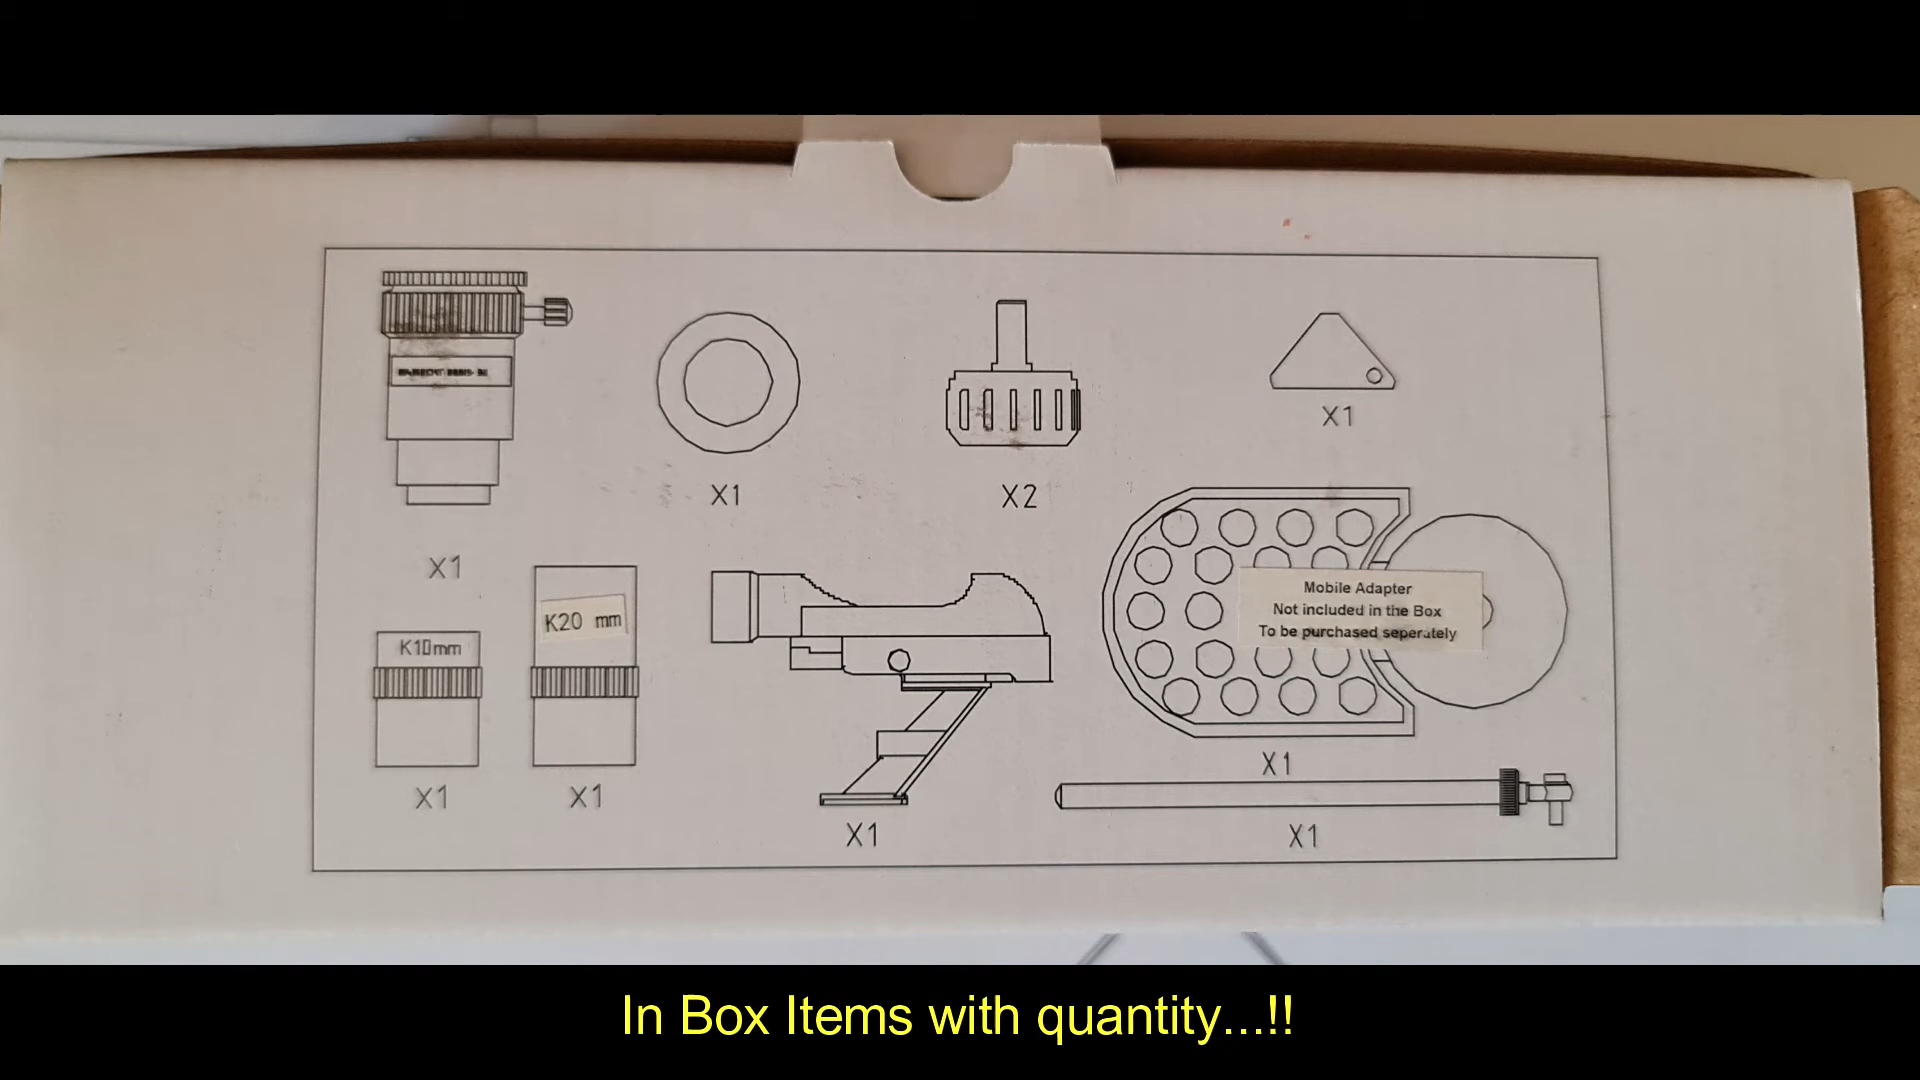 X1
X1
X2
X1
K10mm
X1
K20 mm
X1
X1
Mobile Adapter
Not included in the Box
To be purchased seperately
X1
X1
In Box Items with quantity...!!